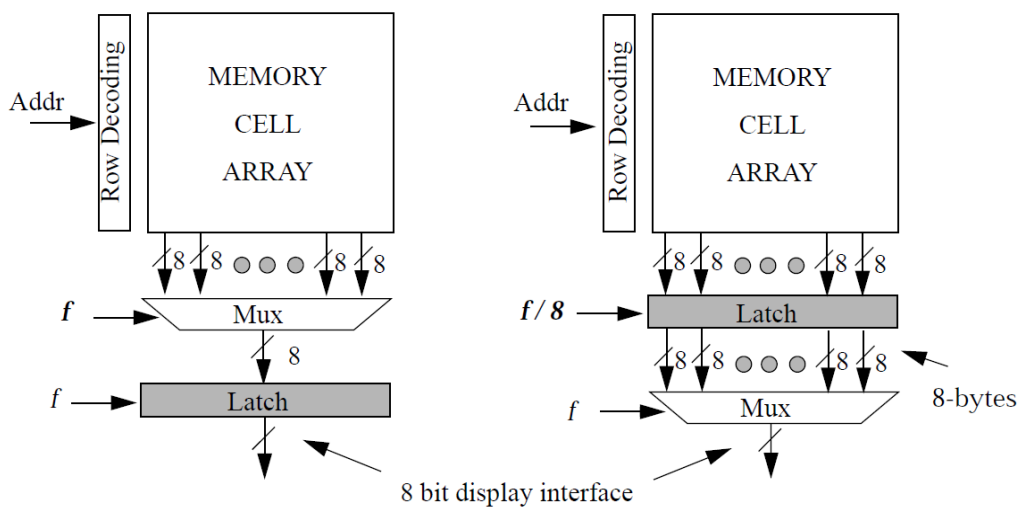 Addr
Row Decoding
MEMORY
CELL
ARRAY
8 8 8 8
f
Mux
8
f
Latch
Addr
Row Decoding
MEMORY
CELL
ARRAY
8 8 8 8
f / 8
Latch
8 8 8 8
8-bytes
f
Mux
8 bit display interface